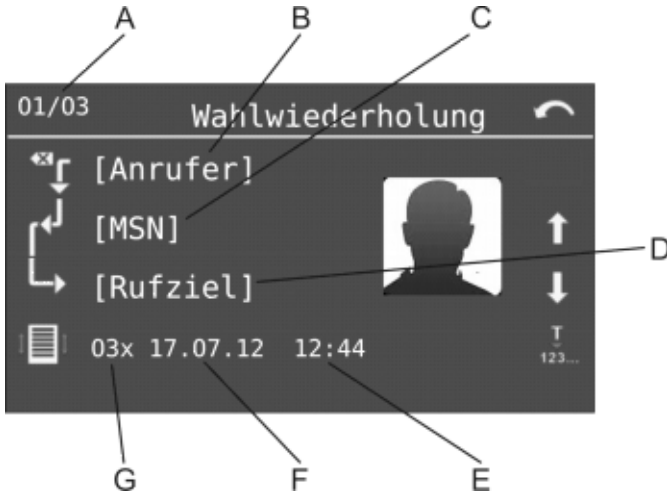 A B C
01/03 Wahlwiederholung
[Anrufer]
[MSN]
D
[Rufziel]
T
03x 17.07.12 12:44 123...
G F E